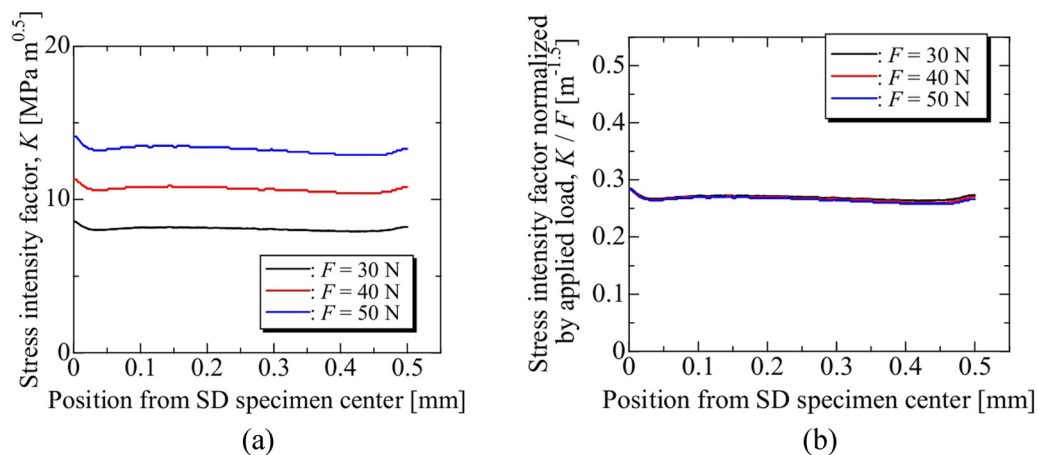 Stress intensity factor, K [MPa m^0.5]
20
10
0
: F = 30 N
: F = 40 N
: F = 50 N
0 0.1 0.2 0.3 0.4 0.5
Position from SD specimen center [mm]
(a)
Stress intensity factor normalized
by applied load, K / F [m^-1.5]
0.5
0.4
0.3
0.2
0.1
0
: F = 30 N
: F = 40 N
: F = 50 N
0 0.1 0.2 0.3 0.4 0.5
Position from SD specimen center [mm]
(b)